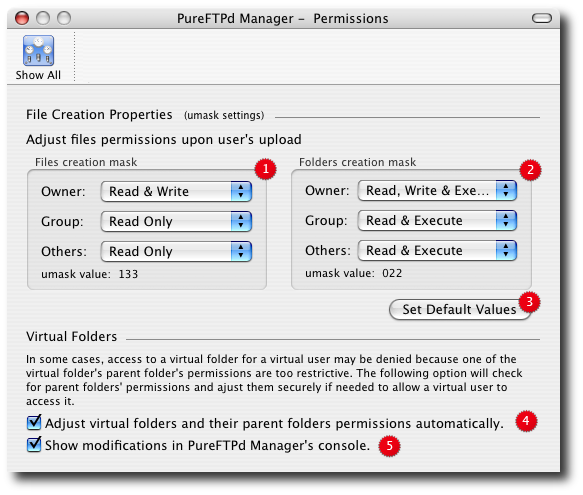 PureFTPd Manager – Permissions
Show All
File Creation Properties (umask settings)
Adjust files permissions upon user's upload
Files creation mask
1
Owner: Read & Write
Group: Read Only
Others: Read Only
umask value: 133
Folders creation mask
2
Owner: Read, Write & Exe...
Group: Read & Execute
Others: Read & Execute
umask value: 022
Set Default Values
3
Virtual Folders
In some cases, access to a virtual folder for a virtual user may be denied because one of the
virtual folder's parent folder's permissions are too restrictive. The following option will check
for parent folders' permissions and ajust them securely if needed to allow a virtual user to
access it.
Adjust virtual folders and their parent folders permissions automatically. 4
Show modifications in PureFTPd Manager's console. 5